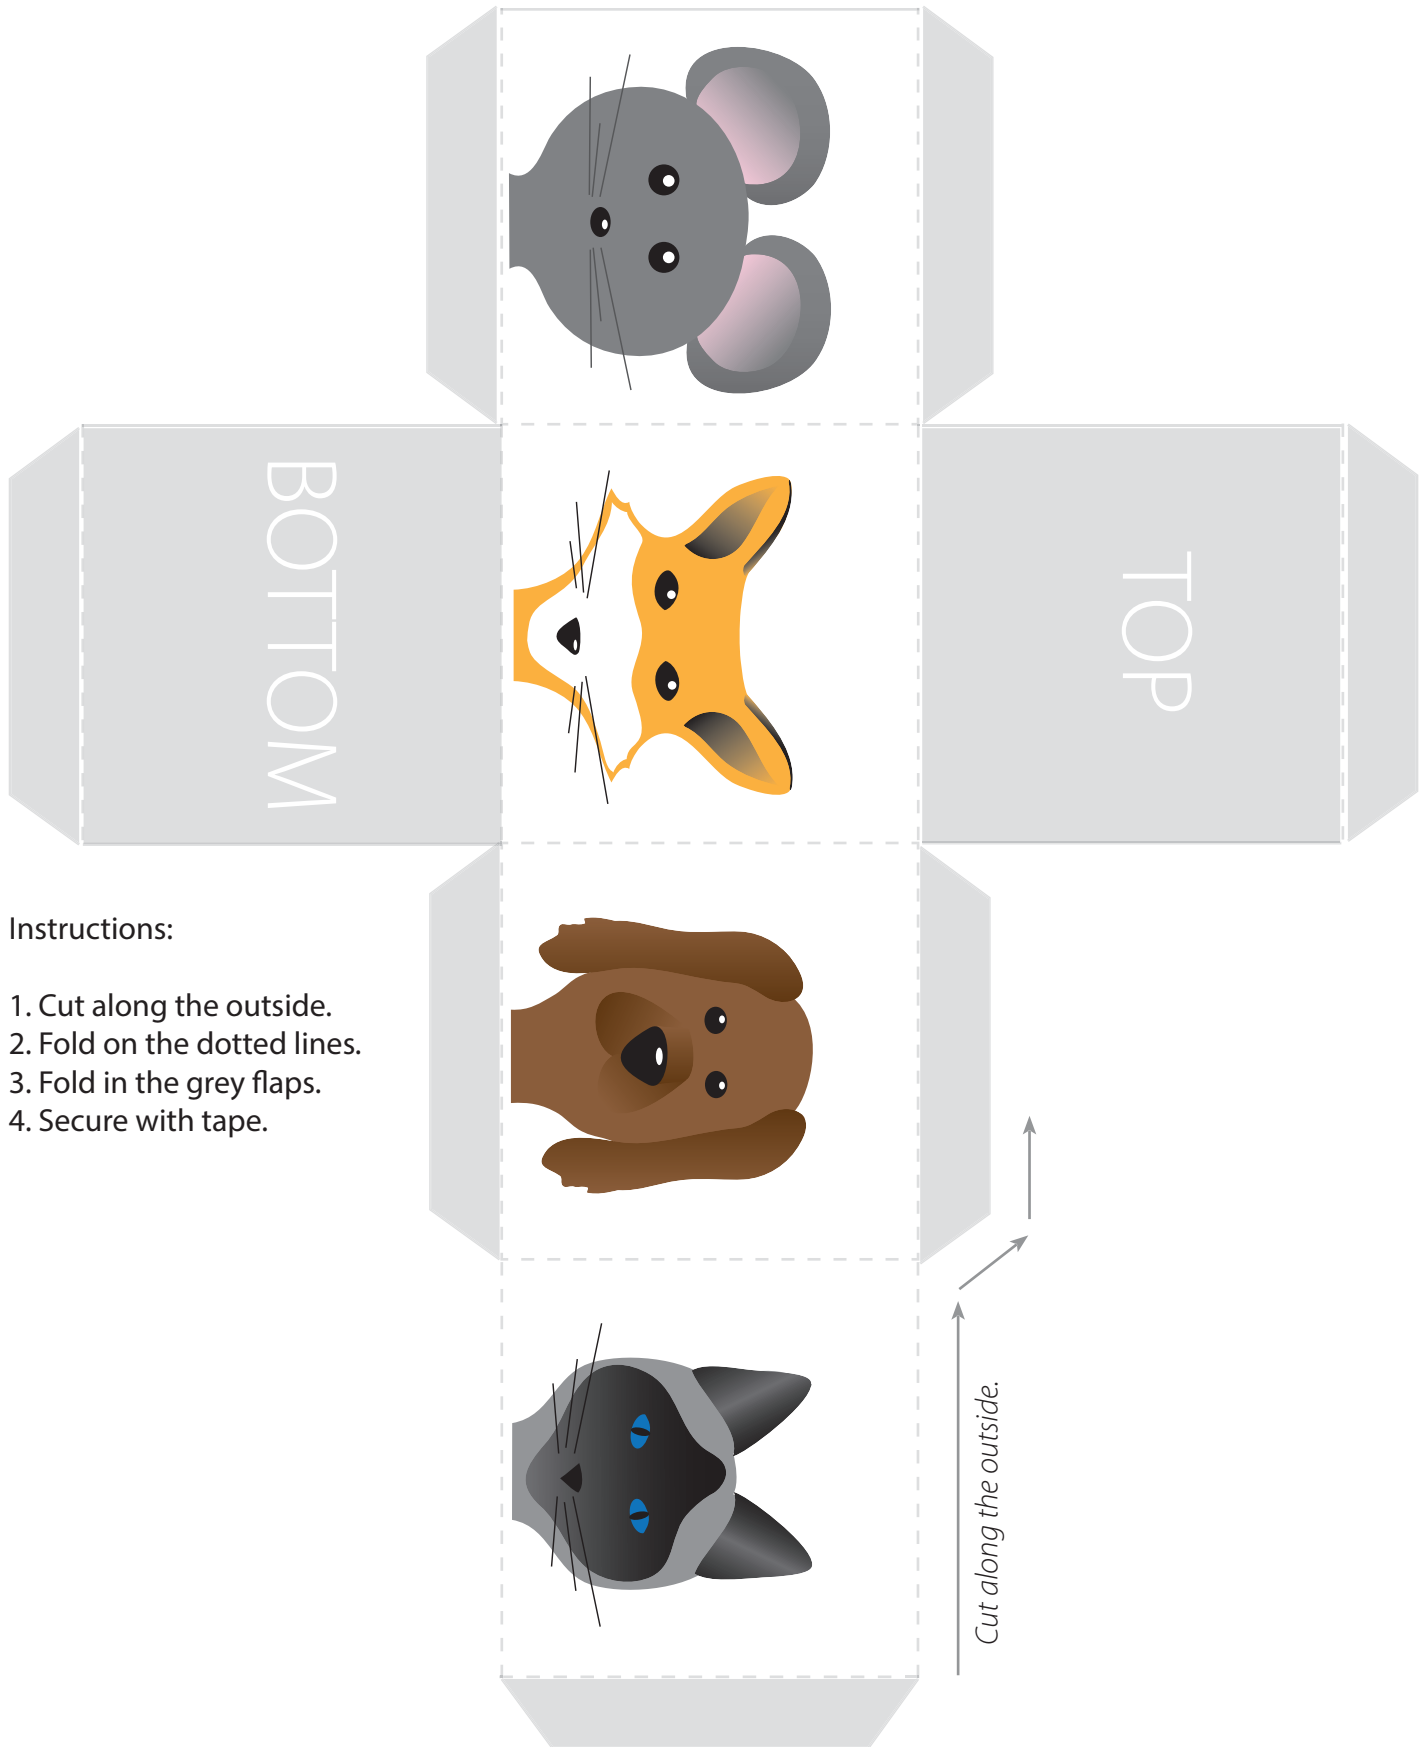 BOTTOM
TOP
Instructions:
1. Cut along the outside.
2. Fold on the dotted lines.
3. Fold in the grey flaps.
4. Secure with tape.
Cut along the outside.